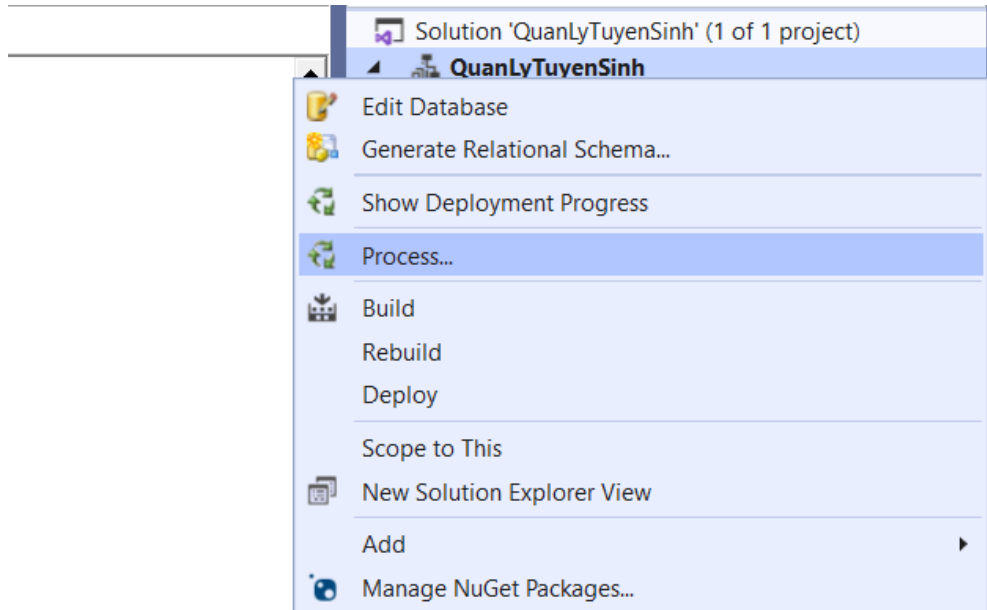 Solution 'QuanLyTuyenSinh' (1 of 1 project)
QuanLyTuyenSinh
Edit Database
Generate Relational Schema...
Show Deployment Progress
Process...
Build
Rebuild
Deploy
Scope to This
New Solution Explorer View
Add
Manage NuGet Packages...